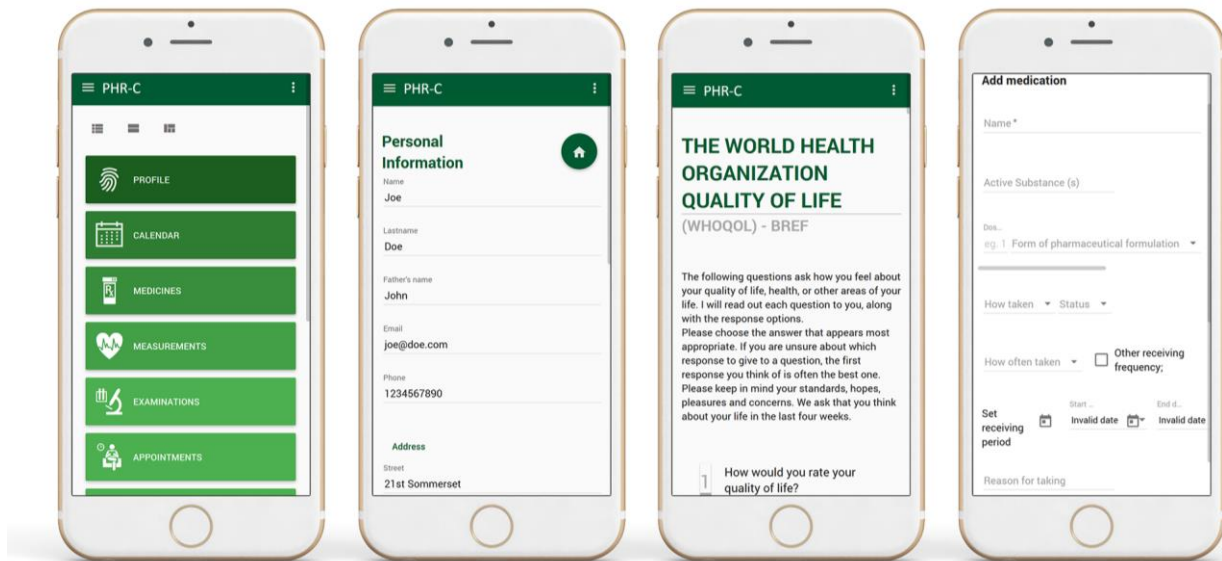 PHR-C
PROFILE
CALENDAR
MEDICINES
MEASUREMENTS
EXAMINATIONS
APPOINTMENTS
PHR-C
Personal
Information
Name
Joe
Lastname
Doe
Father's name
John
Email
joe@doe.com
Phone
1234567890
Address
Street
21st Sommerset
PHR-C
THE WORLD HEALTH
ORGANIZATION
QUALITY OF LIFE
(WHOQOL) - BREF
The following questions ask how you feel about
your quality of life, health, or other areas of your
life. I will read out each question to you, along
with the response options.
Please choose the answer that appears most
appropriate. If you are unsure about which
response to give to a question, the first
response you think of is often the best one.
Please keep in mind your standards, hopes,
pleasures and concerns. We ask that you think
about your life in the last four weeks.
1 How would you rate your
quality of life?
Add medication
Name *
Active Substance (s)
Dos...
eg. 1 Form of pharmaceutical formulation
How taken Status
How often taken Other receiving
frequency;
Start ... End d...
Set Invalid date Invalid date
receiving
period
Reason for taking